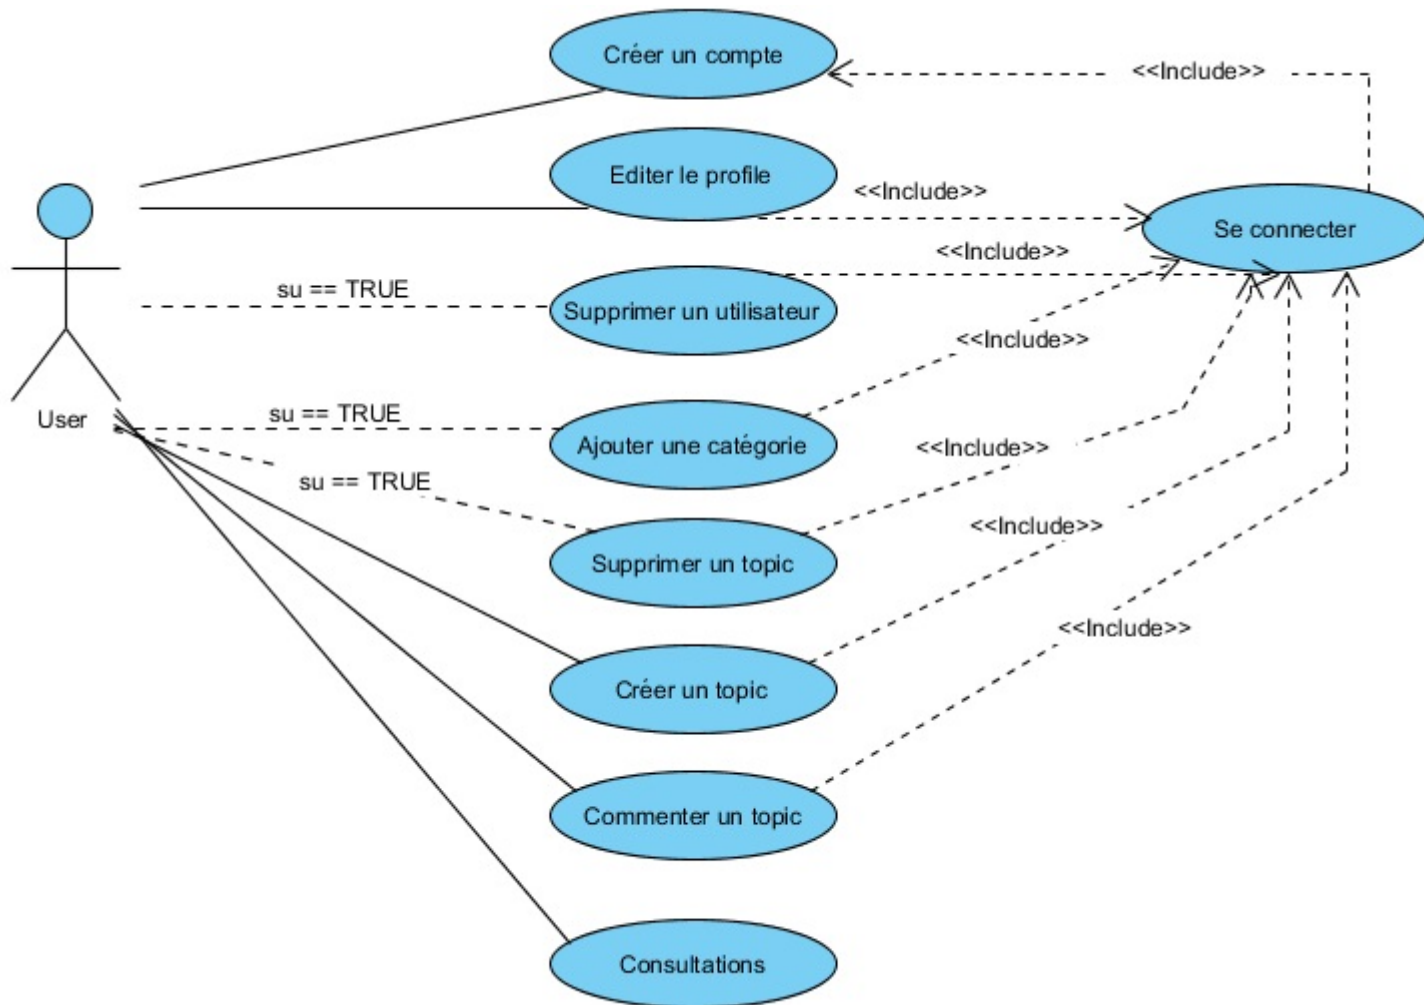 Créer un compte
<<Include>>
Editer le profile
<<Include>>
Se connecter
<<Include>>
su == TRUE
Supprimer un utilisateur
<<Include>>
User
su == TRUE
Ajouter une catégorie
<<Include>>
su == TRUE
<<Include>>
Supprimer un topic
<<Include>>
Créer un topic
Commenter un topic
Consultations